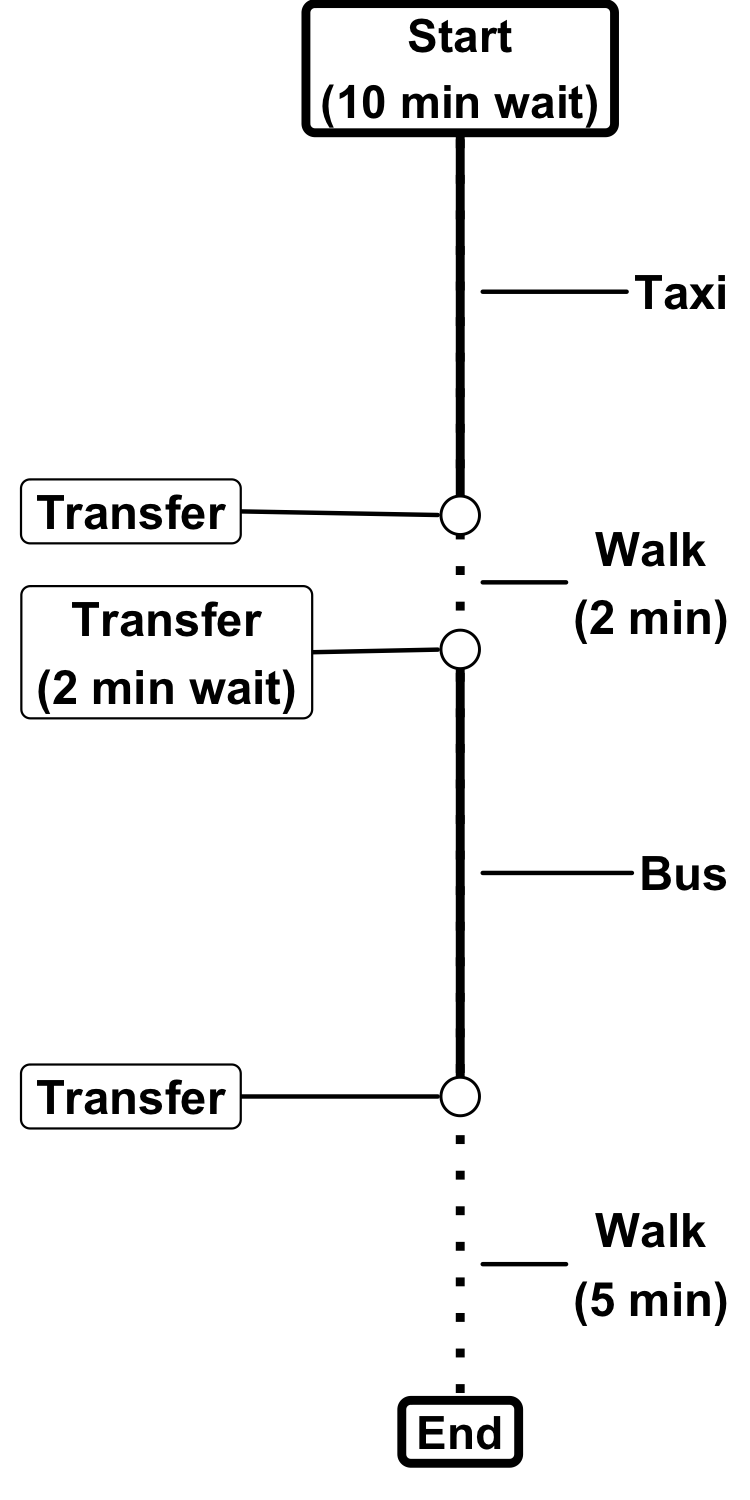 Start
(10 min wait)
Taxi
Transfer
Walk
(2 min)
Transfer
(2 min wait)
Bus
Transfer
Walk
(5 min)
End